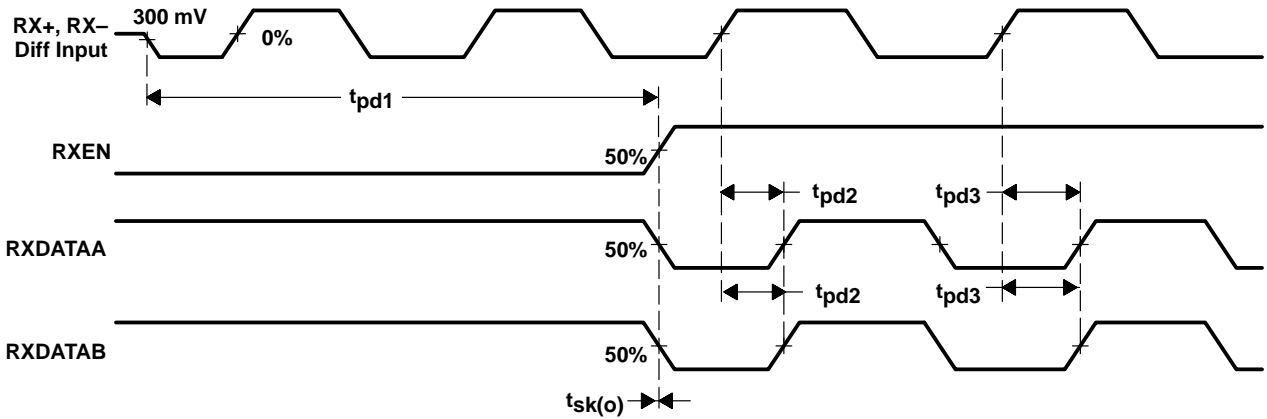 300 mV
RX+, RX–
Diff Input
0%
tpd1
RXEN
50%
tpd2
tpd3
RXDATAA
50%
tpd2
tpd3
RXDATAB
50%
tsk(o)